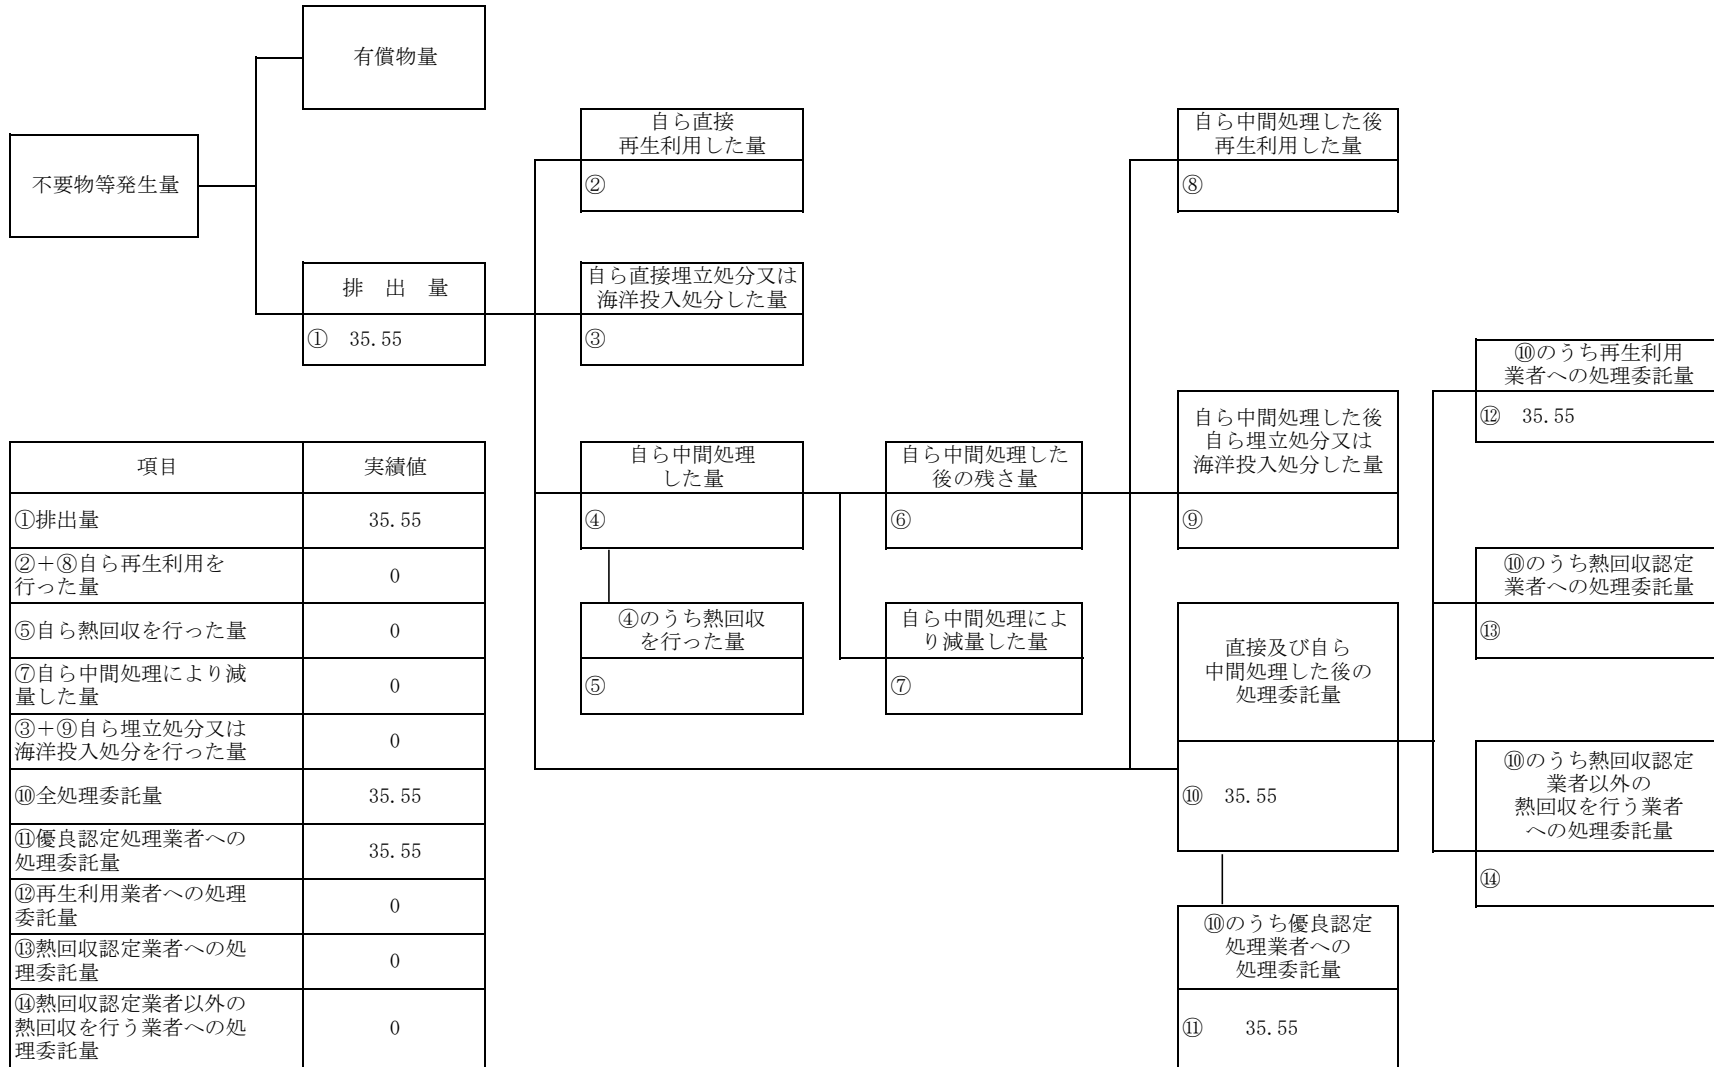 有償物量
不要物等発生量
排 出 量
① 35.55
自ら直接
再生利用した量
②
自ら直接埋立処分又は
海洋投入処分した量
③
自ら中間処理
した量
④
④のうち熱回収
を行った量
⑤
自ら中間処理した
後の残さ量
⑥
自ら中間処理によ
り減量した量
⑦
自ら中間処理した後
再生利用した量
⑧
自ら中間処理した後
自ら埋立処分又は
海洋投入処分した量
⑨
直接及び自ら
中間処理した後の
処理委託量
⑩ 35.55
⑩のうち優良認定
処理業者への
処理委託量
⑪ 35.55
⑩のうち再生利用
業者への処理委託量
⑫ 35.55
⑩のうち熱回収認定
業者への処理委託量
⑬
⑩のうち熱回収認定
業者以外の
熱回収を行う業者
への処理委託量
⑭
項目 実績値
①排出量 35.55
②＋⑧自ら再生利用を
行った量 0
⑤自ら熱回収を行った量 0
⑦自ら中間処理により減
量した量 0
③＋⑨自ら埋立処分又は
海洋投入処分を行った量 0
⑩全処理委託量 35.55
⑪優良認定処理業者への
処理委託量 35.55
⑫再生利用業者への処理
委託量 0
⑬熱回収認定業者への処
理委託量 0
⑭熱回収認定業者以外の
熱回収を行う業者への処
理委託量 0